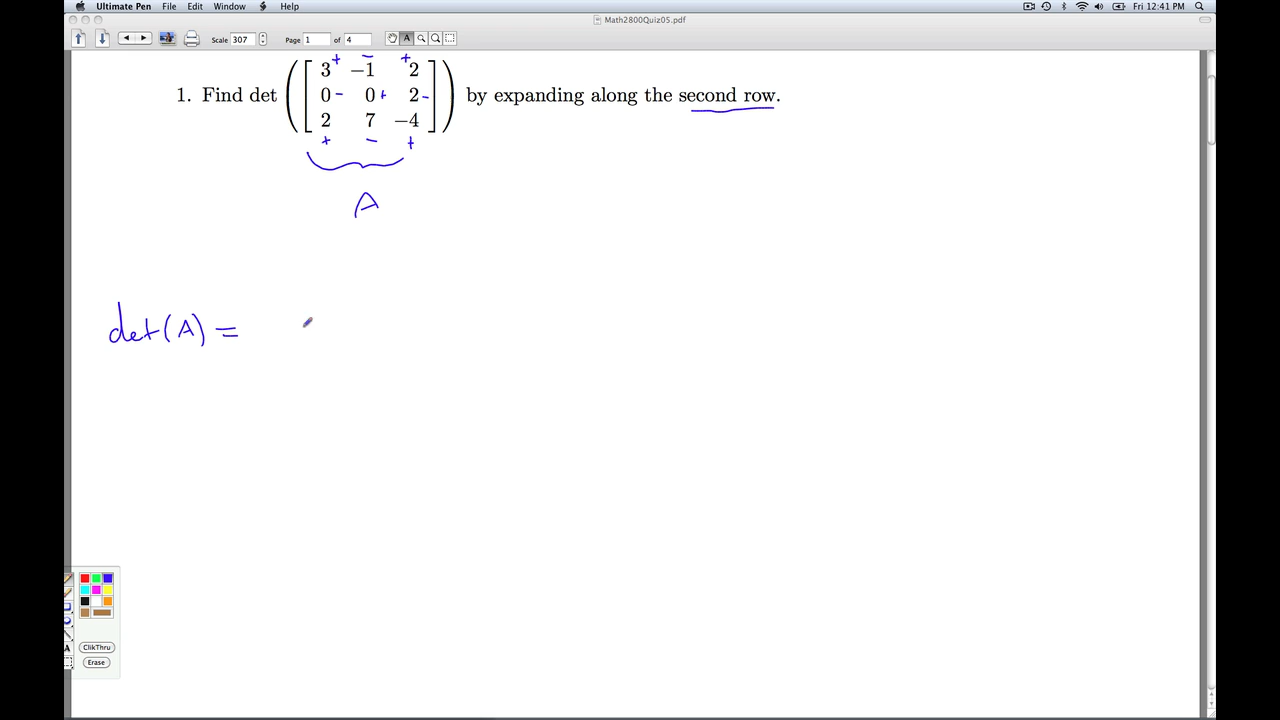 Ultimate Pen File Edit Window Help Fri 12:41 PM
Math2800Quiz05.pdf
Scale 307 Page 1 of 4 A
+ − +
3 −1 2
1. Find det ([0 − 0 + 2 −]) by expanding along the second row.
2 7 −4
+ − +
A
det(A) =
A
ClikThru
Erase